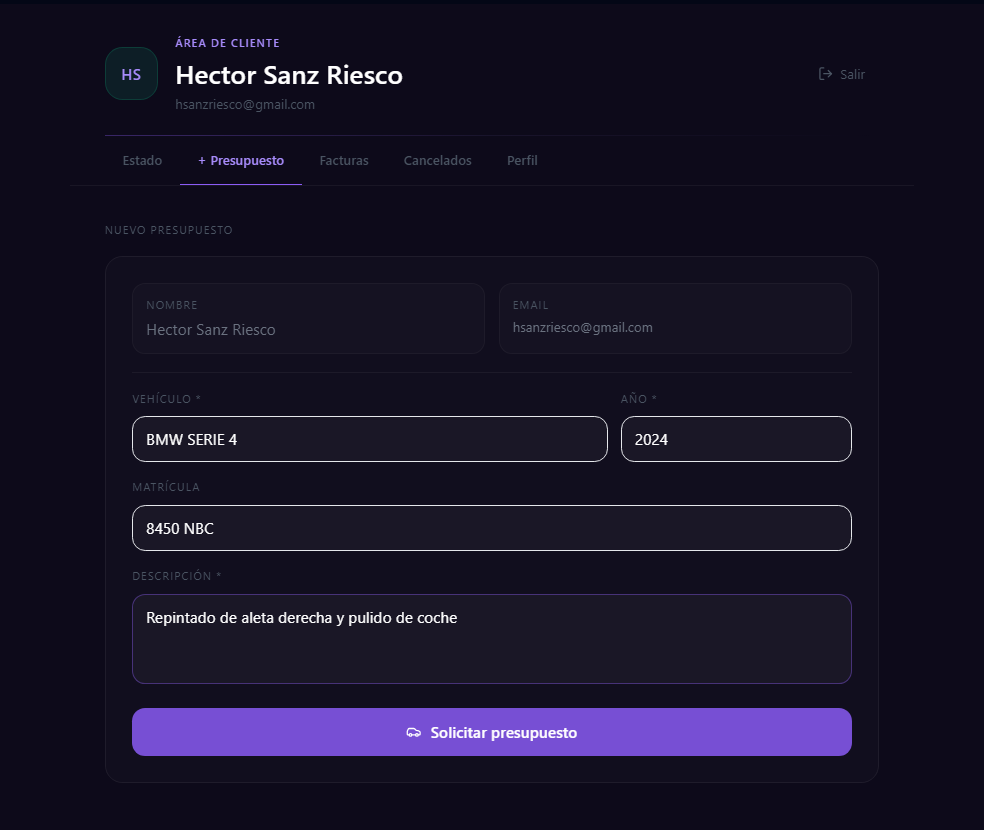 ÁREA DE CLIENTE
HS
Hector Sanz Riesco
hsanzriesco@gmail.com
Salir
Estado
+ Presupuesto
Facturas
Cancelados
Perfil
NUEVO PRESUPUESTO
NOMBRE
Hector Sanz Riesco
EMAIL
hsanzriesco@gmail.com
VEHÍCULO *
BMW SERIE 4
AÑO *
2024
MATRÍCULA
8450 NBC
DESCRIPCIÓN *
Repintado de aleta derecha y pulido de coche
Solicitar presupuesto